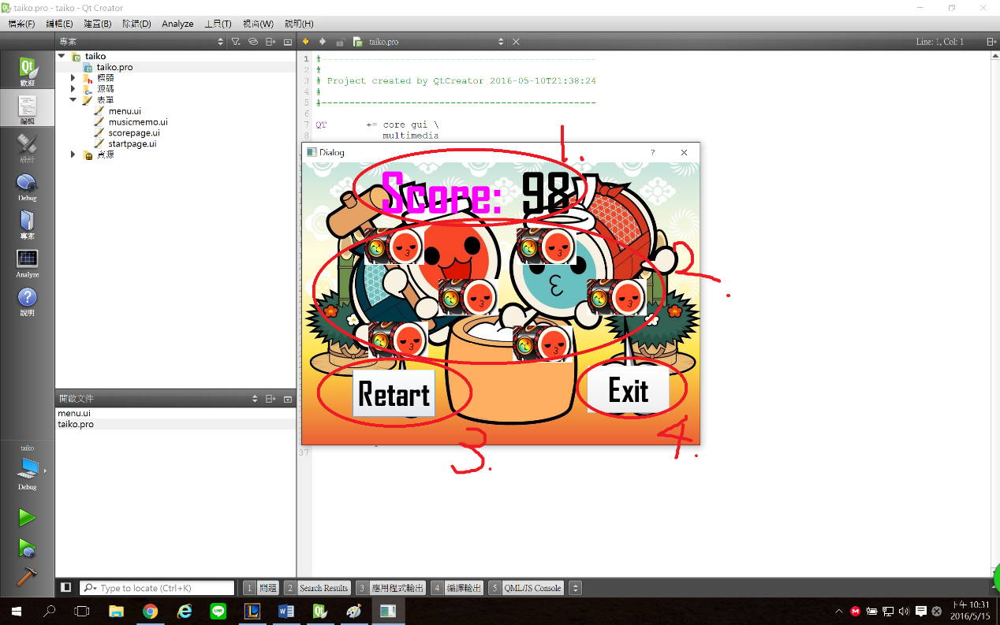 taiko.pro - taiko - Qt Creator
檔案(F) 編輯(E) 建置(B) 除錯(D) Analyze 工具(T) 視窗(W) 說明(H)
專案
taiko.pro
Line: 1, Col: 1
Qt
歡迎
編輯
設計
Debug
專案
Analyze
說明
taiko
taiko.pro
標頭
源碼
表單
menu.ui
musicmemo.ui
scorepage.ui
startpage.ui
資源
1 #-------------------------------------------------
2 #
3 # Project created by QtCreator 2016-05-10T21:38:24
4 #
5 #-------------------------------------------------
6
7 QT += core gui \
8 multimedia
37
1.
Dialog ?
Score: 98
2.
Retart
Exit
3.
4.
開啟文件
menu.ui
taiko.pro
taiko
Debug
Type to locate (Ctrl+K)
1 問題 2 Search Results 3 應用程式輸出 4 編譯輸出 5 QML/JS Console
下午 10:31
2016/5/15